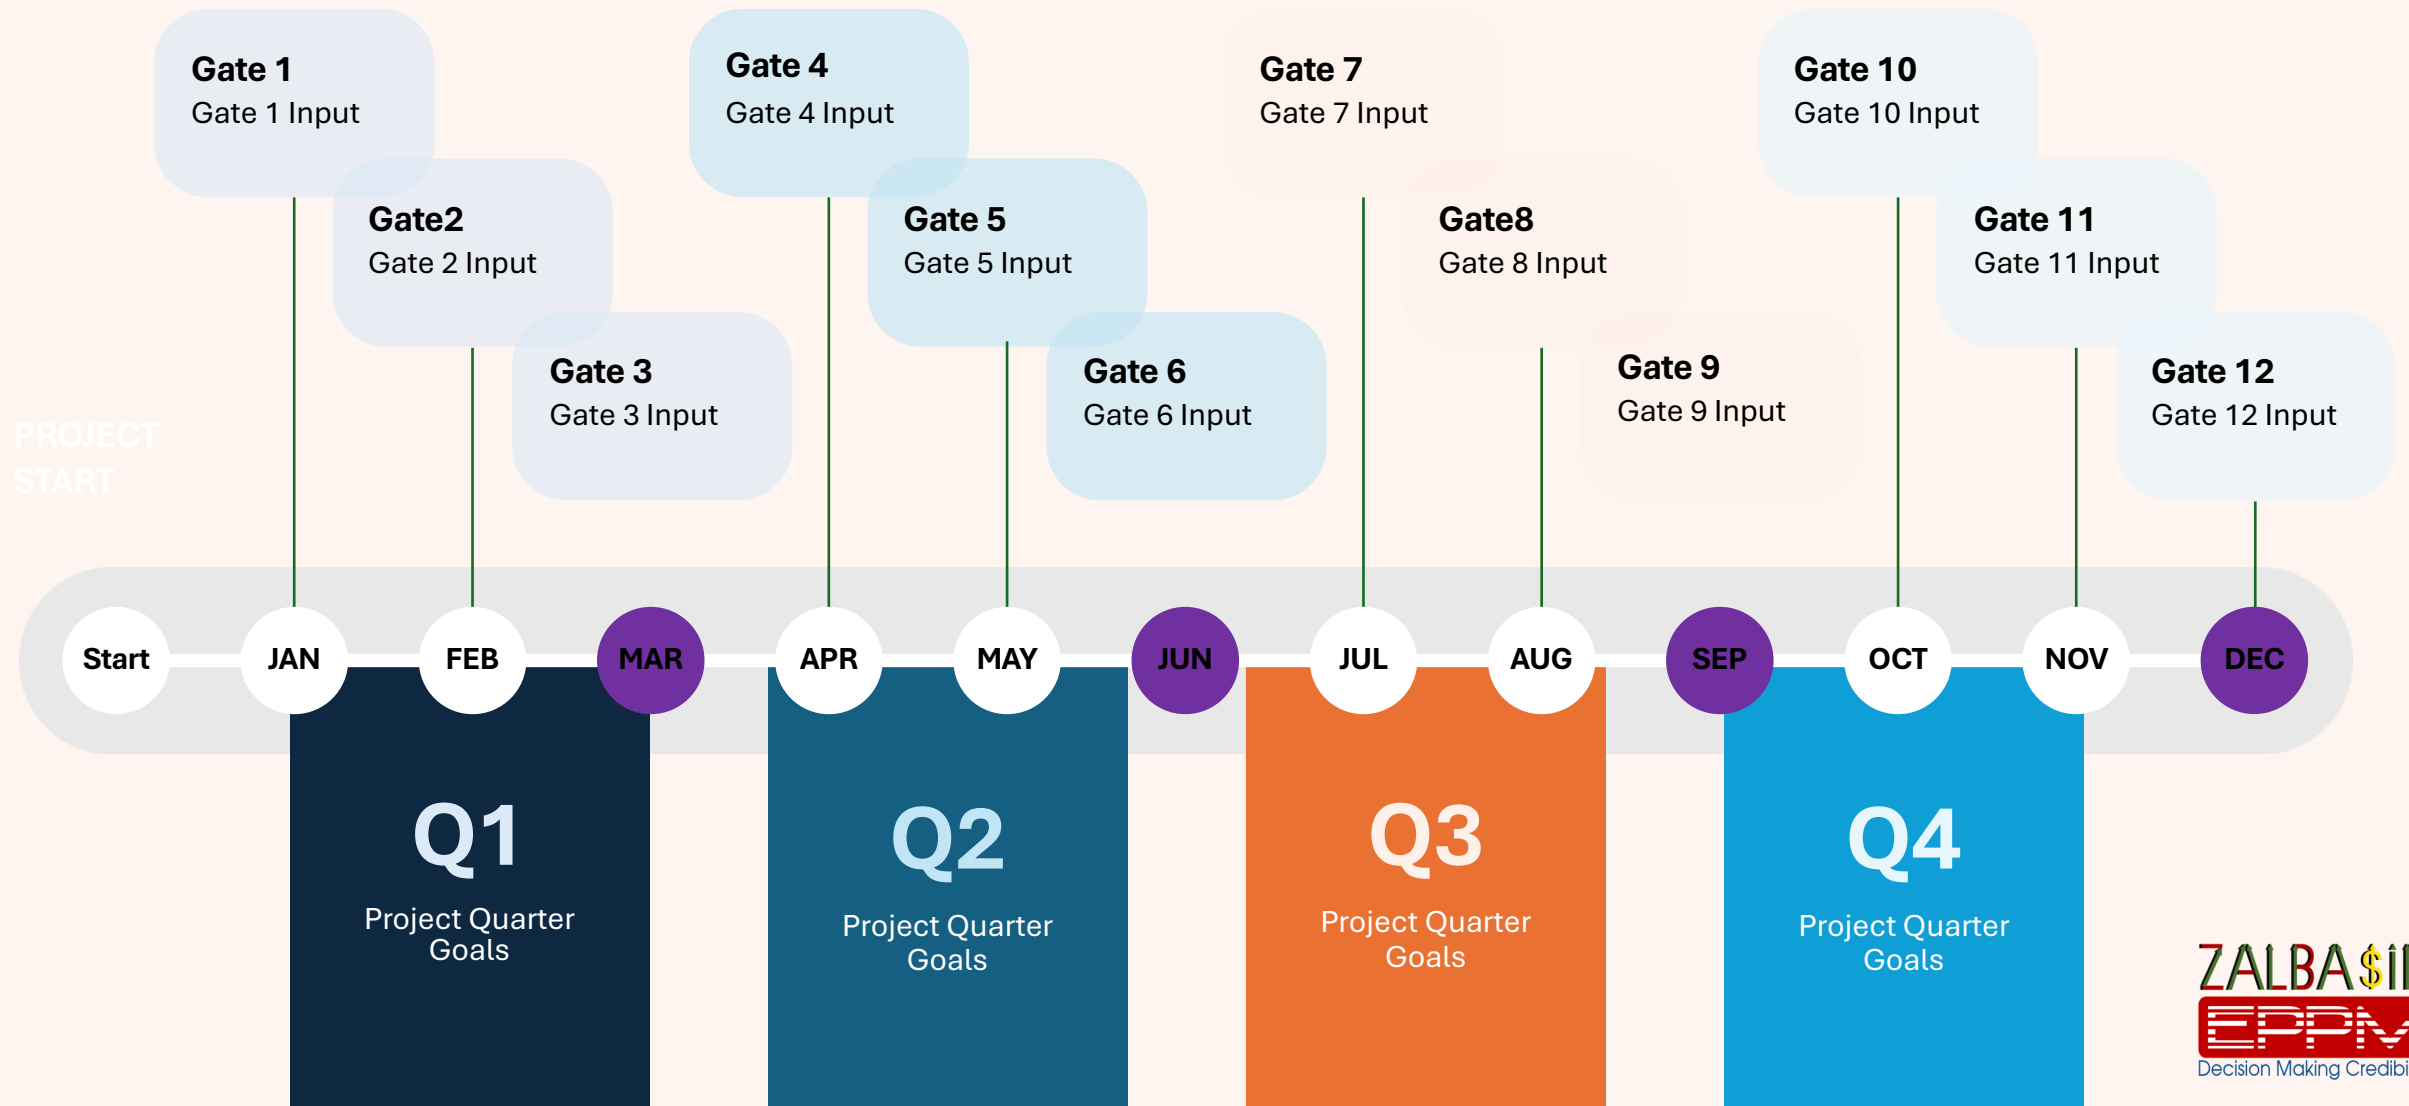 Gate 1
Gate 1 Input
Gate2
Gate 2 Input
Gate 3
Gate 3 Input
Gate 4
Gate 4 Input
Gate 5
Gate 5 Input
Gate 6
Gate 6 Input
Gate 7
Gate 7 Input
Gate8
Gate 8 Input
Gate 9
Gate 9 Input
Gate 10
Gate 10 Input
Gate 11
Gate 11 Input
Gate 12
Gate 12 Input
PROJECT
START
Start JAN FEB MAR APR MAY JUN JUL AUG SEP OCT NOV DEC
Q1
Project Quarter
Goals
Q2
Project Quarter
Goals
Q3
Project Quarter
Goals
Q4
Project Quarter
Goals
EPPM
Decision Making